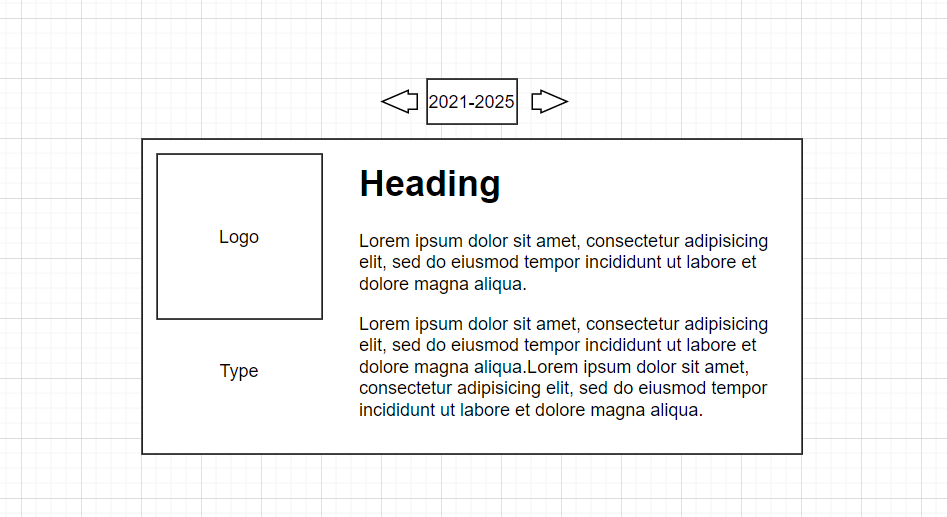 2021-2025
Logo
Type
Heading
Lorem ipsum dolor sit amet, consectetur adipisicing
elit, sed do eiusmod tempor incididunt ut labore et
dolore magna aliqua.
Lorem ipsum dolor sit amet, consectetur adipisicing
elit, sed do eiusmod tempor incididunt ut labore et
dolore magna aliqua.Lorem ipsum dolor sit amet,
consectetur adipisicing elit, sed do eiusmod tempor
incididunt ut labore et dolore magna aliqua.